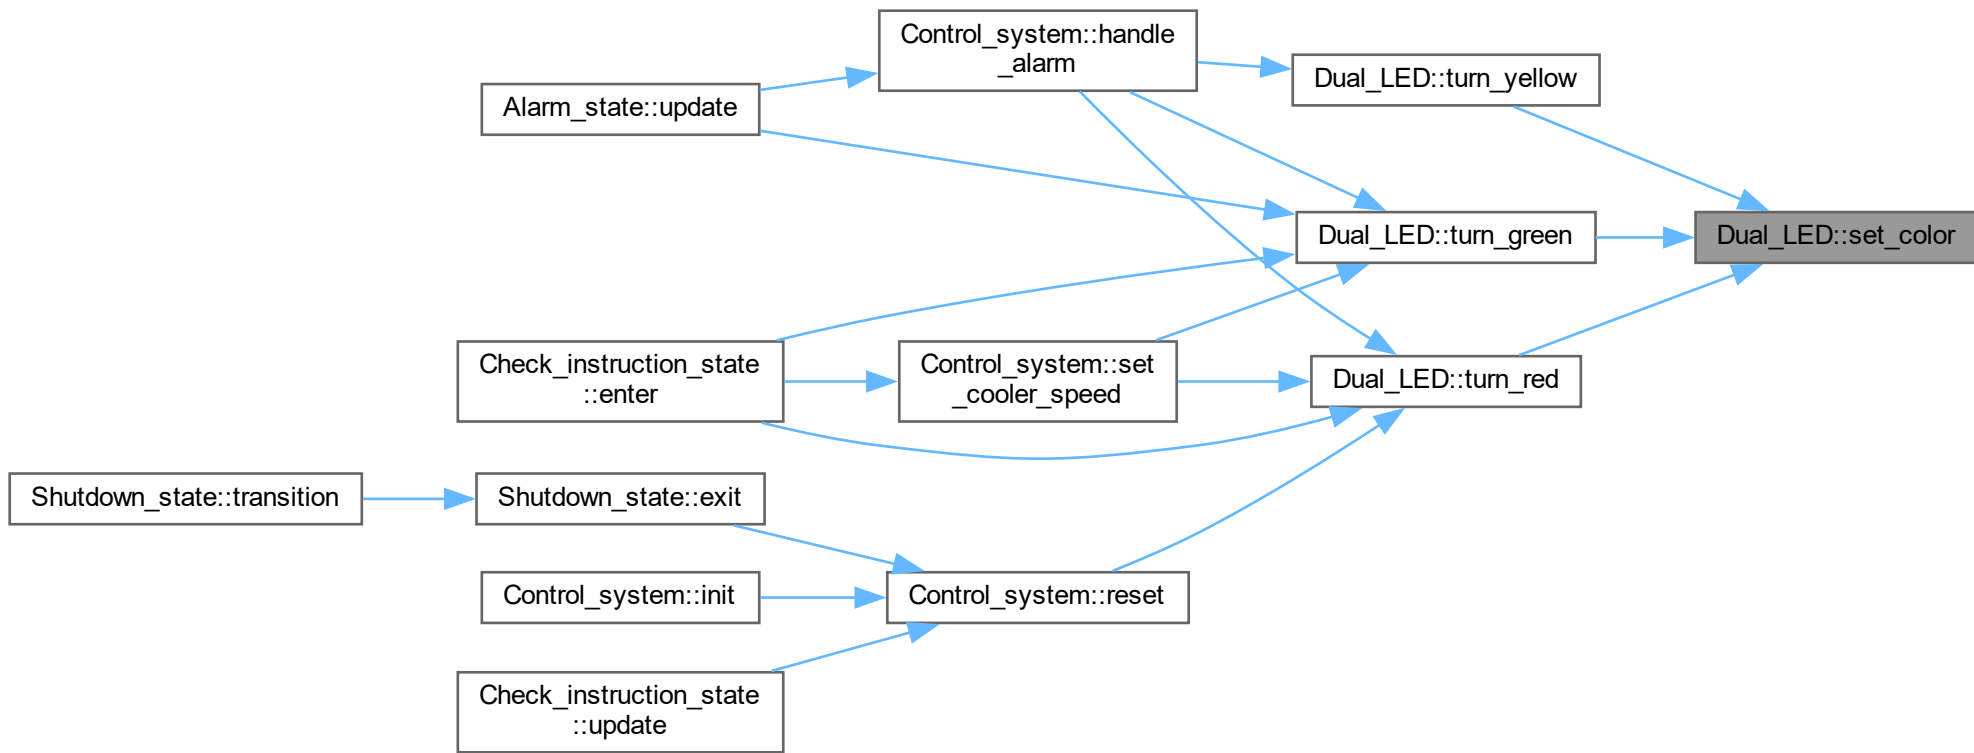 Control_system::handle
_alarm
Dual_LED::turn_yellow
Alarm_state::update
Dual_LED::turn_green
Dual_LED::set_color
Check_instruction_state
::enter
Control_system::set
_cooler_speed
Dual_LED::turn_red
Shutdown_state::transition
Shutdown_state::exit
Control_system::init
Control_system::reset
Check_instruction_state
::update